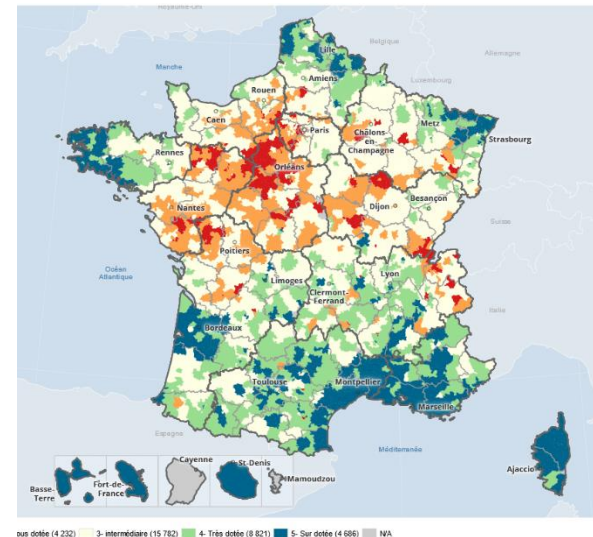 Royaume-Uni
Belgique
Allemagne
Lille
Manche
Luxembourg
Amiens
Rouen
Caen
Metz
Paris
Châlons
en
Champagne
Strasbourg
Rennes
Orléans
Nantes
Dijon
Besançon
Suisse
Poitiers
Océan
Atlantique
Limoges
Clermont-
Ferrand
Lyon
Italie
Bordeaux
Toulouse
Montpellier
Marseille
Espagne
Méditerranée
Ajaccio
Cayenne
St-Denis
Basse-
Terre
Fort-de-
France
Mamoudzou
ous dotée (4 232) 3- intermédiaire (15 782) 4- Très dotée (8 821) 5- Sur dotée (4 686) N/A